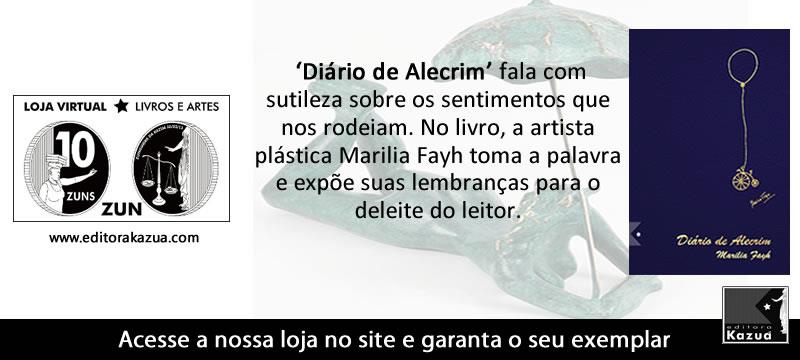 LOJA VIRTUAL ★ LIVROS E ARTES
10
ZUNS
ZUN
www.editorakazua.com
‘Diário de Alecrim’ fala com
sutileza sobre os sentimentos que
nos rodeiam. No livro, a artista
plástica Marilia Fayh toma a palavra
e expõe suas lembranças para o
deleite do leitor.
Diário de Alecrim
Marilia Fayh
editora
Kazuá
Acesse a nossa loja no site e garanta o seu exemplar